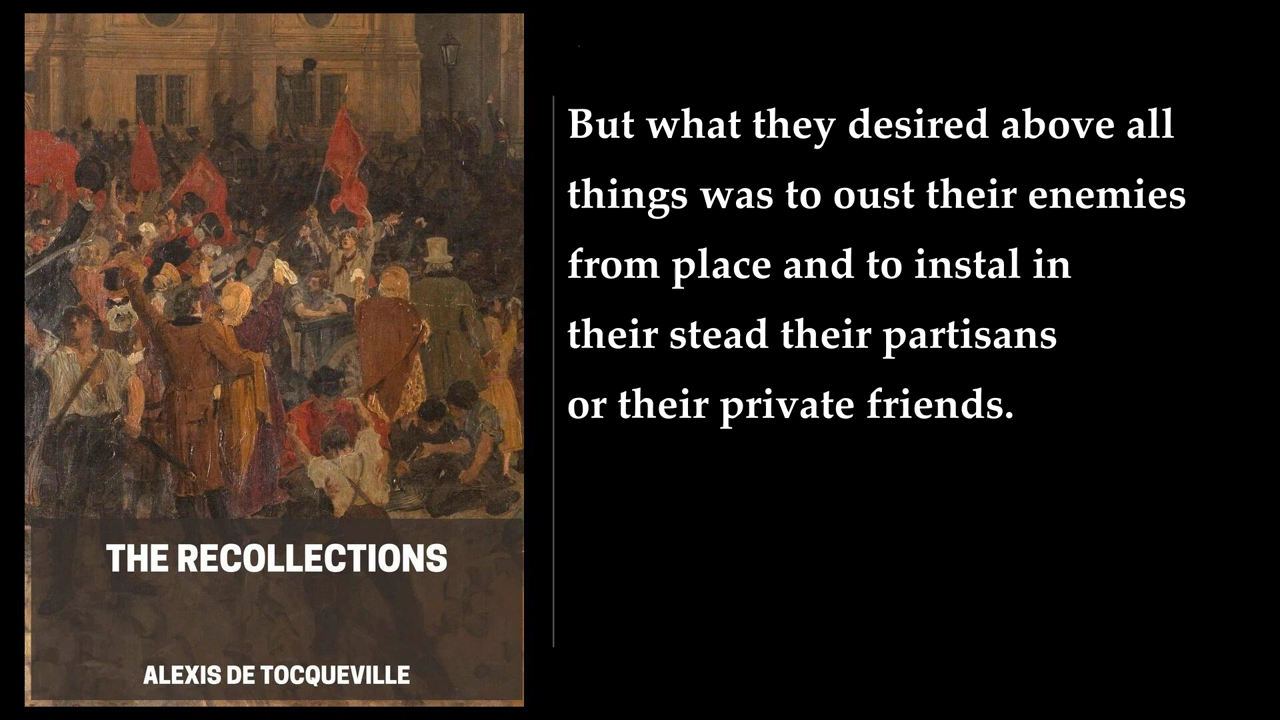 But what they desired above all
things was to oust their enemies
from place and to instal in
their stead their partisans
or their private friends.
THE RECOLLECTIONS
ALEXIS DE TOCQUEVILLE